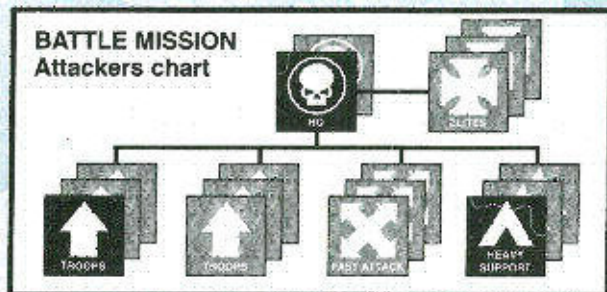 BATTLE MISSION
Attackers chart
HQ
ELITES
TROOPS
TROOPS
FAST ATTACK
HEAVY
SUPPORT